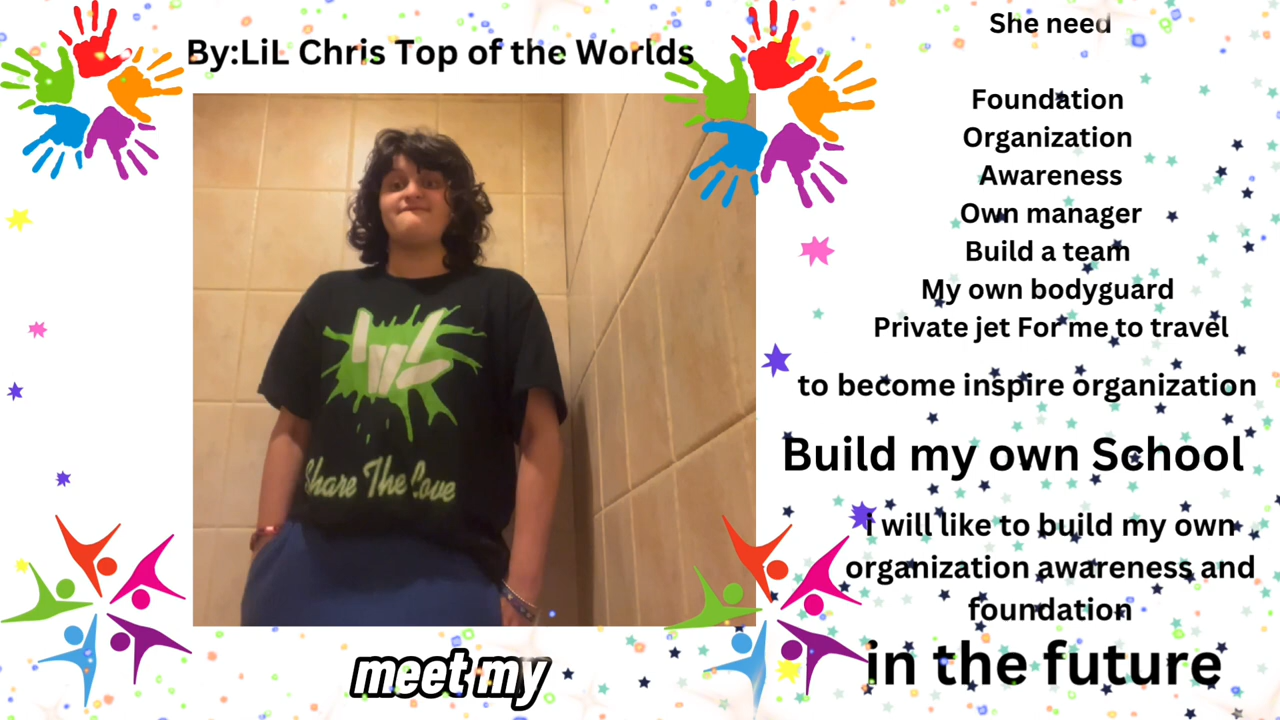 By:LiL Chris Top of the Worlds
Share The Love
meet my
She need
Foundation
Organization
Awareness
Own manager
Build a team
My own bodyguard
Private jet For me to travel
to become inspire organization
Build my own School
i will like to build my own
organization awareness and
foundation
in the future